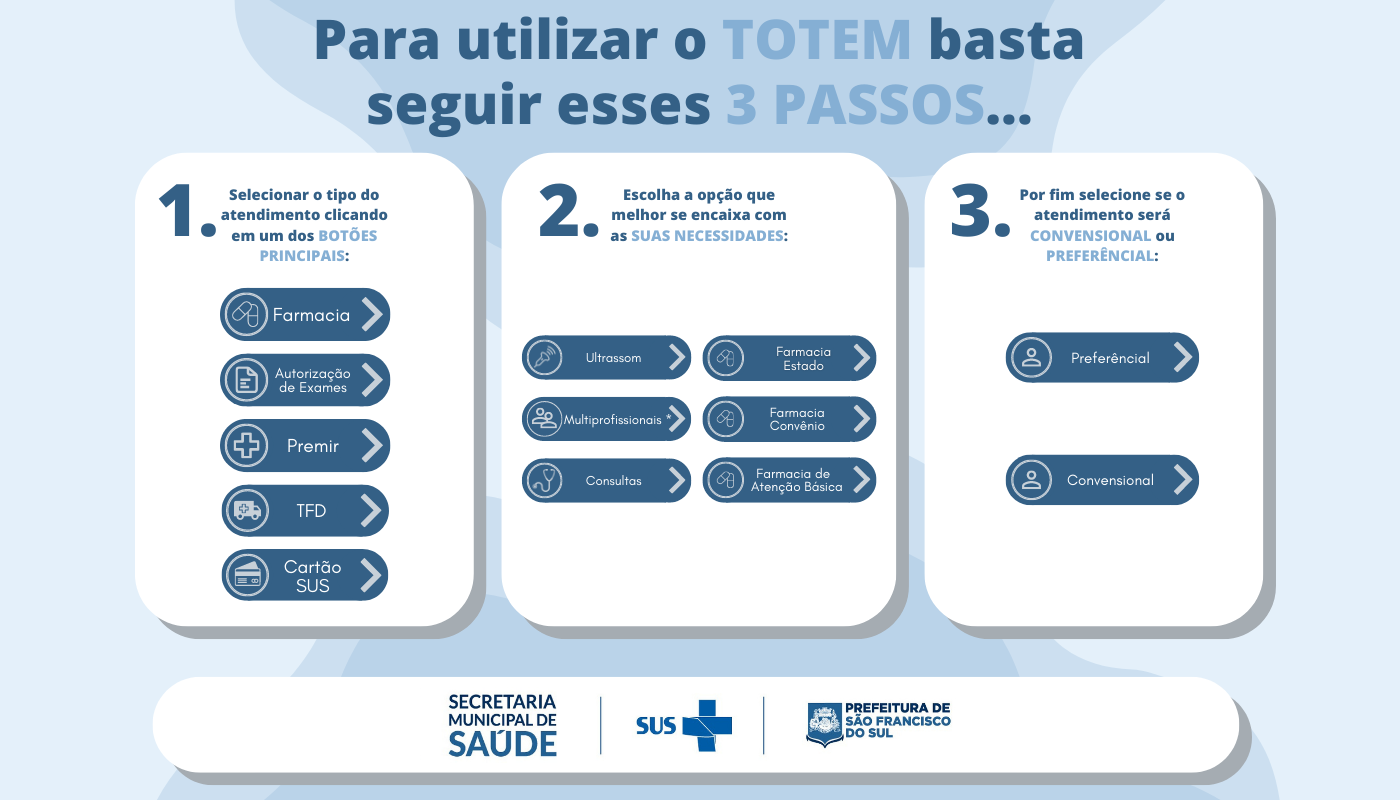 Para utilizar o TOTEM basta
seguir esses 3 PASSOS...
1.
Selecionar o tipo do
atendimento clicando
em um dos BOTÕES
PRINCIPAIS:
Farmacia
Autorização
de Exames
Premir
TFD
Cartão
SUS
2.
Escolha a opção que
melhor se encaixa com
as SUAS NECESSIDADES:
Ultrassom
Farmacia
Estado
Multiprofissionais *
Farmacia
Convênio
Consultas
Farmacia de
Atenção Básica
3.
Por fim selecione se o
atendimento será
CONVENSIONAL ou
PREFERÊNCIAL:
Preferêncial
Convensional
SECRETARIA
MUNICIPAL DE
SAÚDE
SUS
PREFEITURA DE
SÃO FRANCISCO
DO SUL